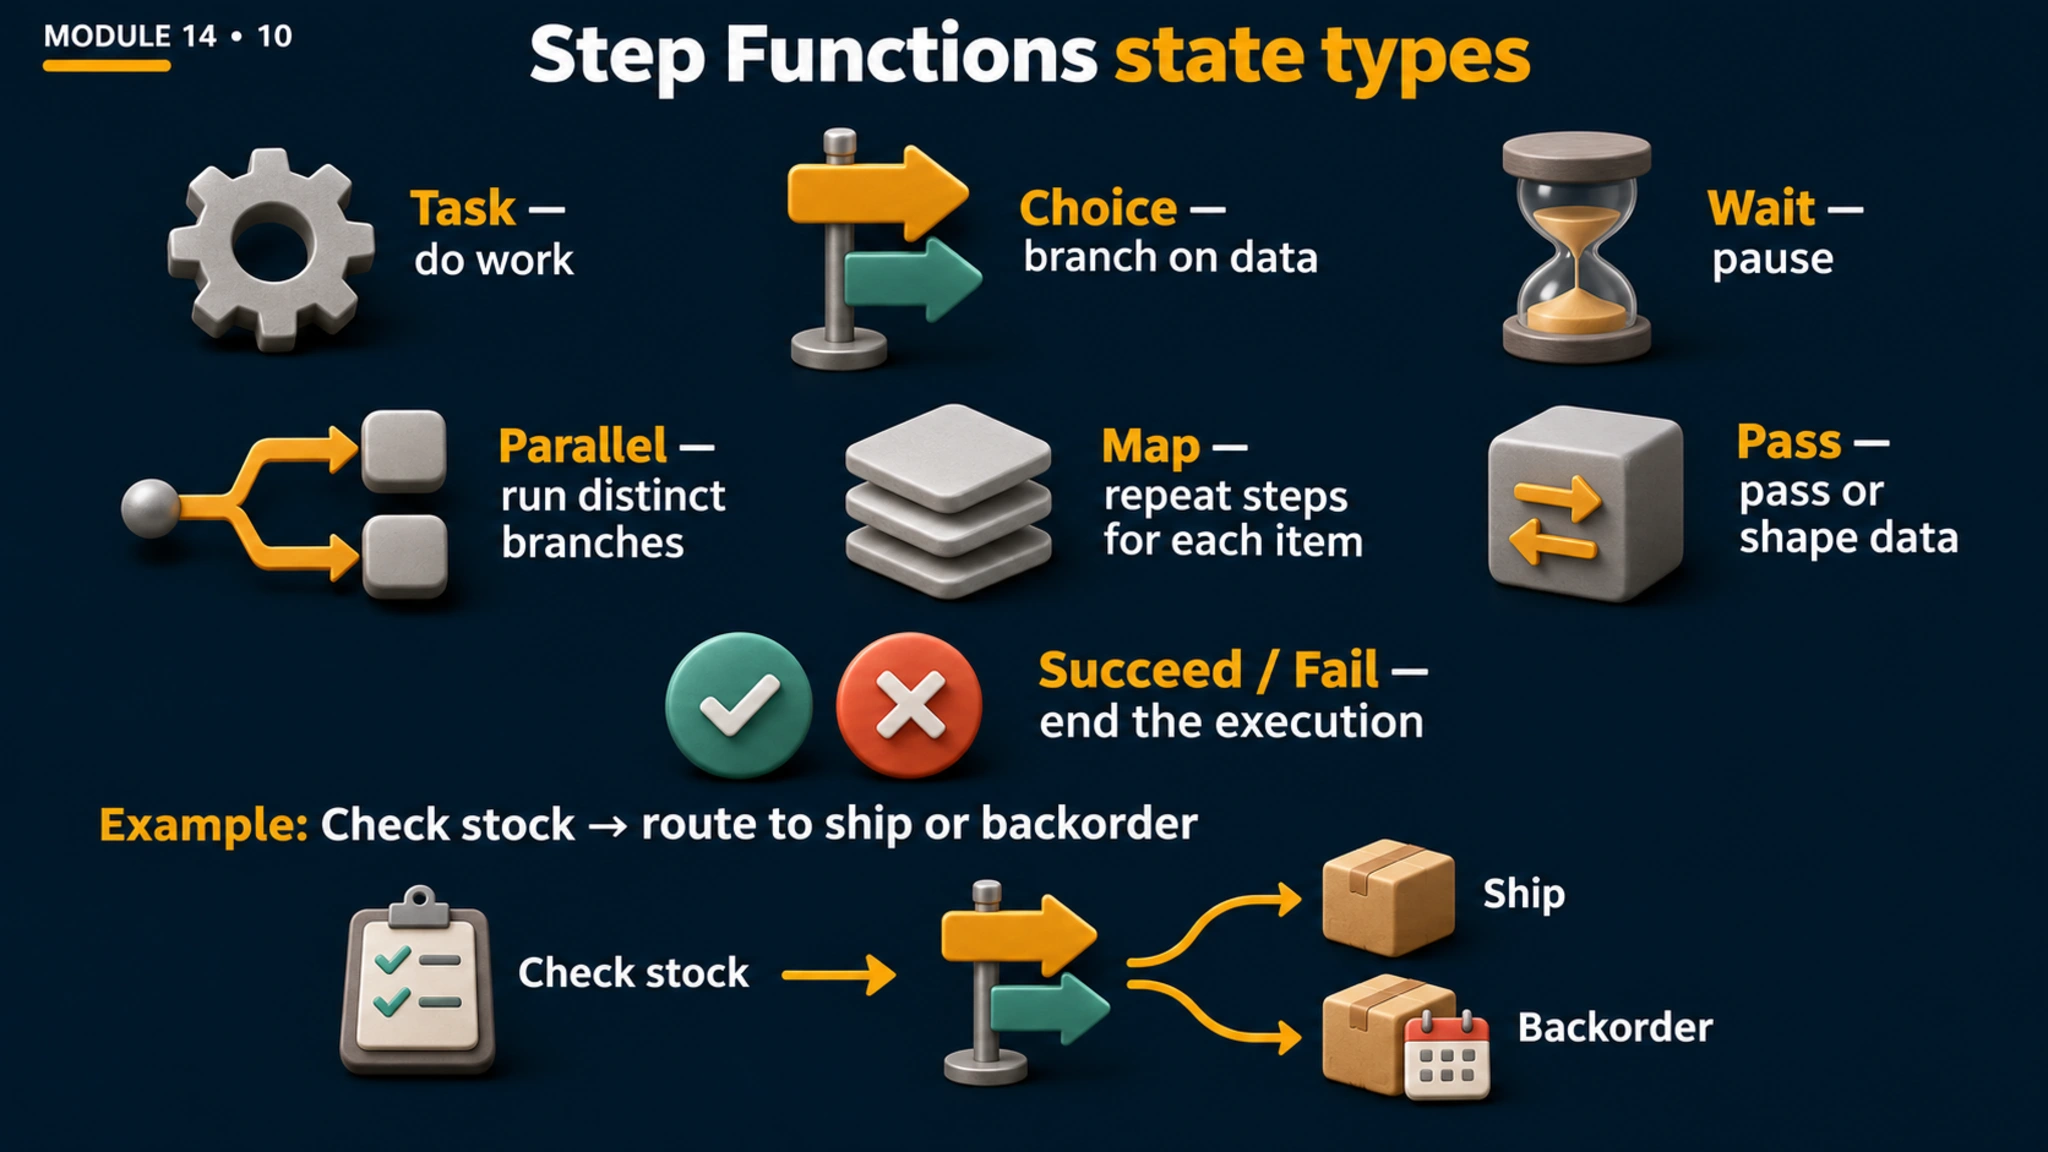 MODULE 14 • 10
Step Functions state types
Task —
do work
Choice —
branch on data
Wait —
pause
Parallel —
run distinct
branches
Map —
repeat steps
for each item
Pass —
pass or
shape data
Succeed / Fail —
end the execution
Example: Check stock → route to ship or backorder
Check stock
Ship
Backorder